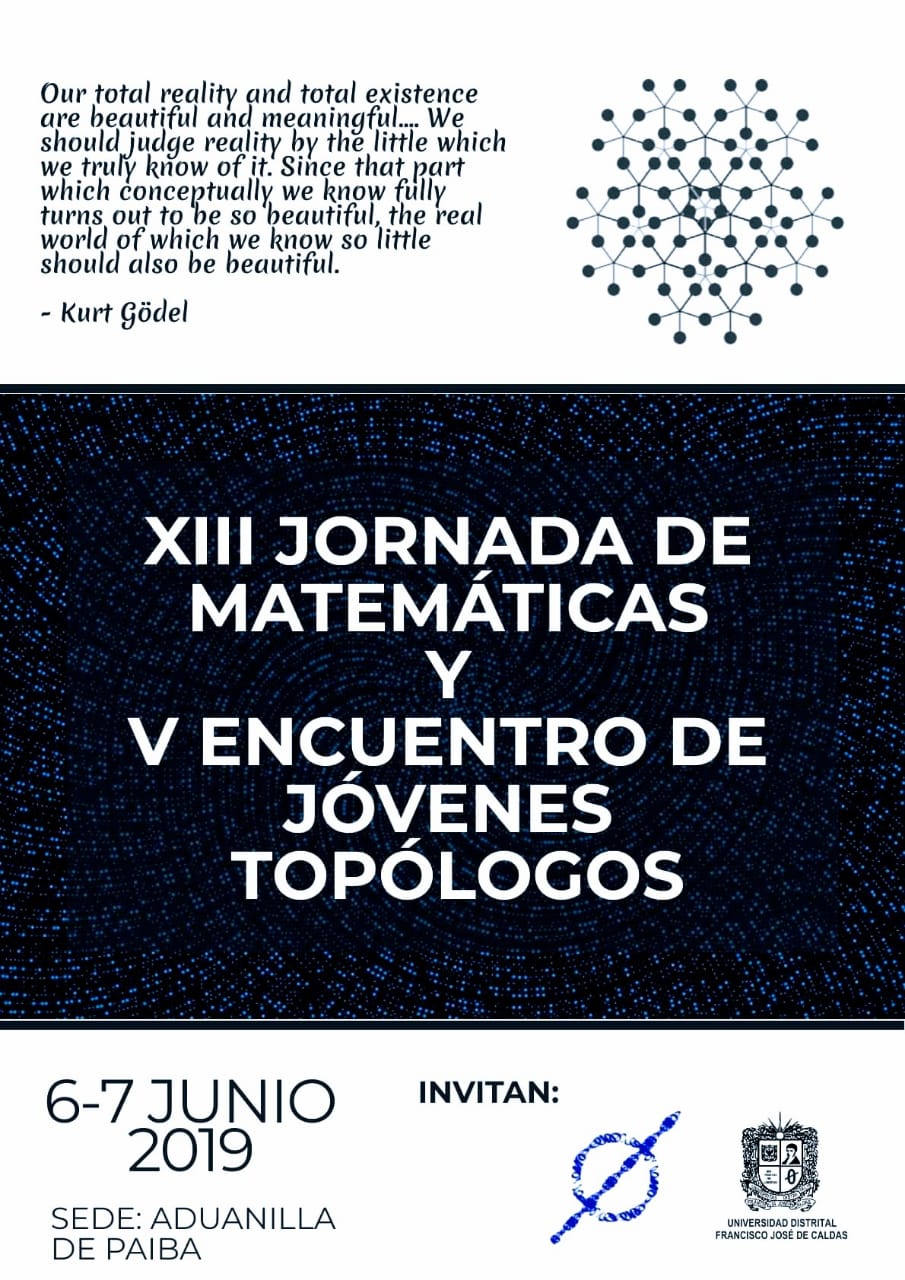 Our total reality and total existence
are beautiful and meaningful.... We
should judge reality by the little which
we truly know of it. Since that part
which conceptually we know fully
turns out to be so beautiful, the real
world of which we know so little
should also be beautiful.
- Kurt Gödel
XIII JORNADA DE
MATEMÁTICAS
Y
V ENCUENTRO DE
JÓVENES
TOPÓLOGOS
6-7 JUNIO
2019
SEDE: ADUANILLA
DE PAIBA
INVITAN:
UNIVERSIDAD DISTRITAL
FRANCISCO JOSÉ DE CALDAS